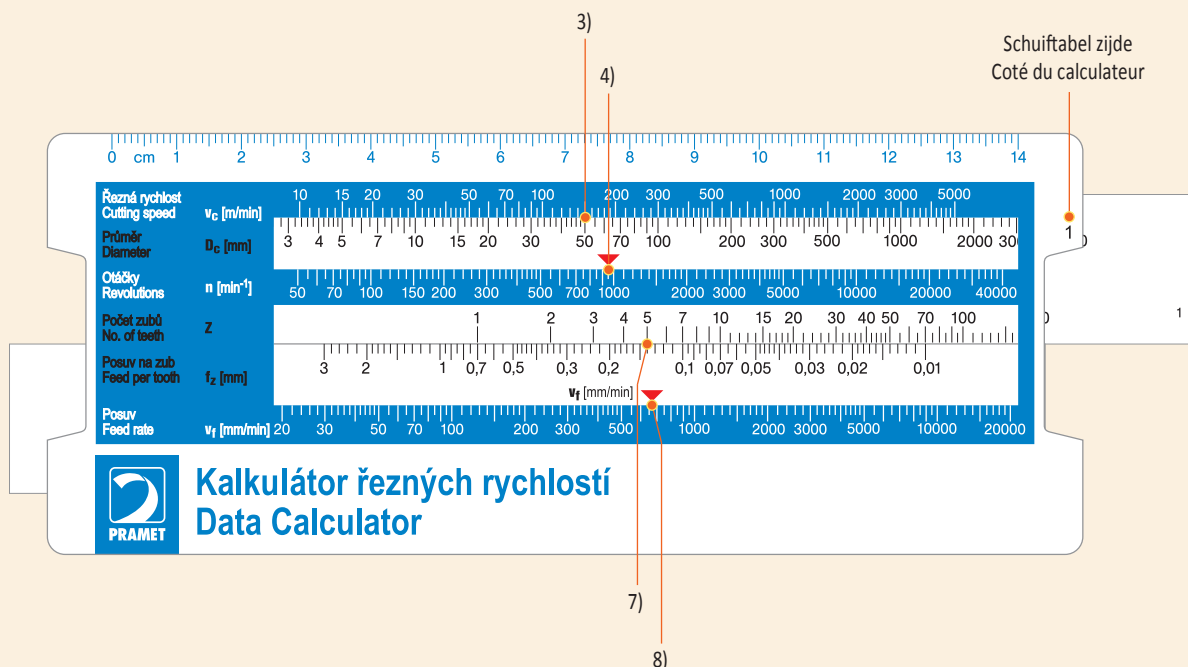 3)
4)
Schuiftabel zijde
Coté du calculateur
0 cm 1 2 3 4 5 6 7 8 9 10 11 12 13 14
Řezná rychlost
Cutting speed
vc [m/min]
10 15 20 30 50 70 100 200 300 500 1000 2000 3000 5000
Průměr
Diameter
Dc [mm]
3 4 5 7 10 15 20 30 50 70 100 200 300 500 1000 2000
1
Otáčky
Revolutions
n [min-1]
50 70 100 150 200 300 500 700 1000 2000 3000 5000 10000 20000 40000
Počet zubů
No. of teeth
Z
1 2 3 4 5 7 10 15 20 30 40 50 70 100
1
Posuv na zub
Feed per tooth
fz [mm]
3 2 1 0,7 0,5 0,3 0,2 0,1 0,07 0,05 0,03 0,02 0,01
vf [mm/min]
Posuv
Feed rate
vf [mm/min]
20 30 50 70 100 200 300 500 1000 2000 3000 5000 10000 20000
PRAMET
Kalkulátor řezných rychlostí
Data Calculator
7)
8)